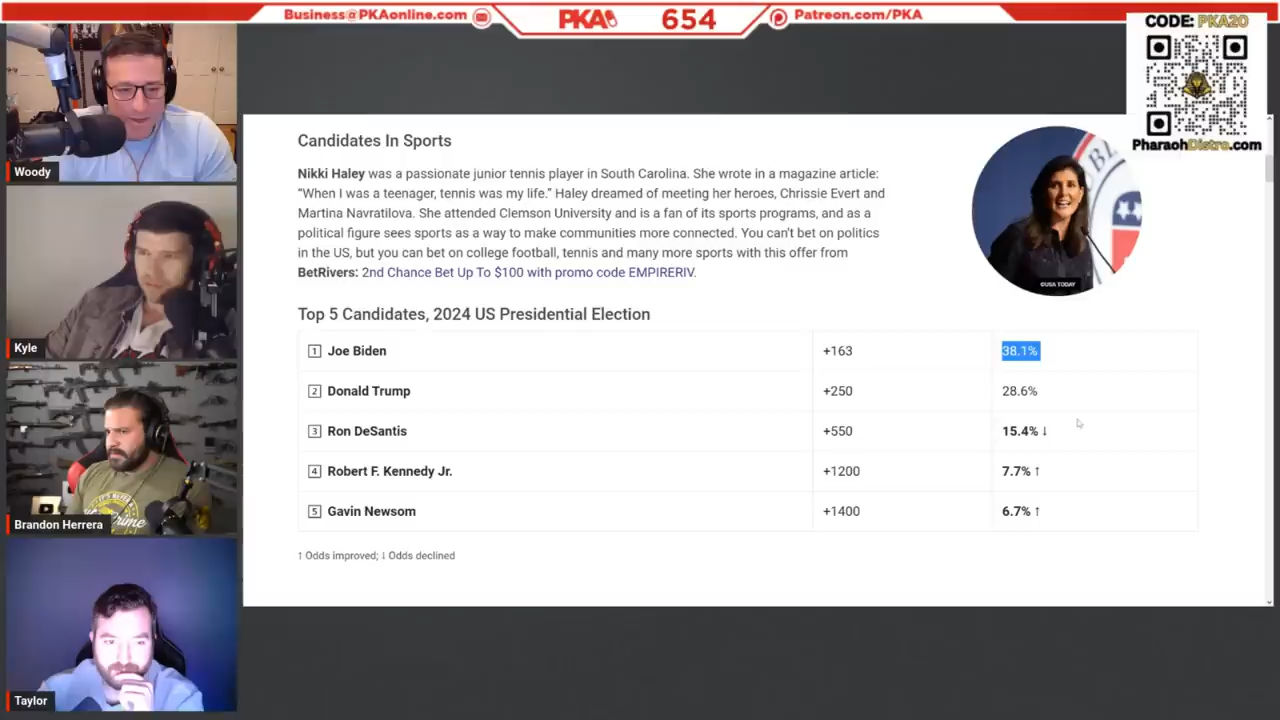 Business@PKAonline.com
PKA
654
Patreon.com/PKA
CODE: PKA20
PharaohDistro.com
Woody
Kyle
Brandon Herrera
Taylor
Candidates In Sports
Nikki Haley was a passionate junior tennis player in South Carolina. She wrote in a magazine article:
“When I was a teenager, tennis was my life.” Haley dreamed of meeting her heroes, Chrissie Evert and
Martina Navratilova. She attended Clemson University and is a fan of its sports programs, and as a
political figure sees sports as a way to make communities more connected. You can't bet on politics
in the US, but you can bet on college football, tennis and many more sports with this offer from
BetRivers: 2nd Chance Bet Up To $100 with promo code EMPIRERIV.
©USA TODAY
Top 5 Candidates, 2024 US Presidential Election
1 Joe Biden +163 38.1%
2 Donald Trump +250 28.6%
3 Ron DeSantis +550 15.4% ↓
4 Robert F. Kennedy Jr. +1200 7.7% ↑
5 Gavin Newsom +1400 6.7% ↑
↑ Odds improved; ↓ Odds declined